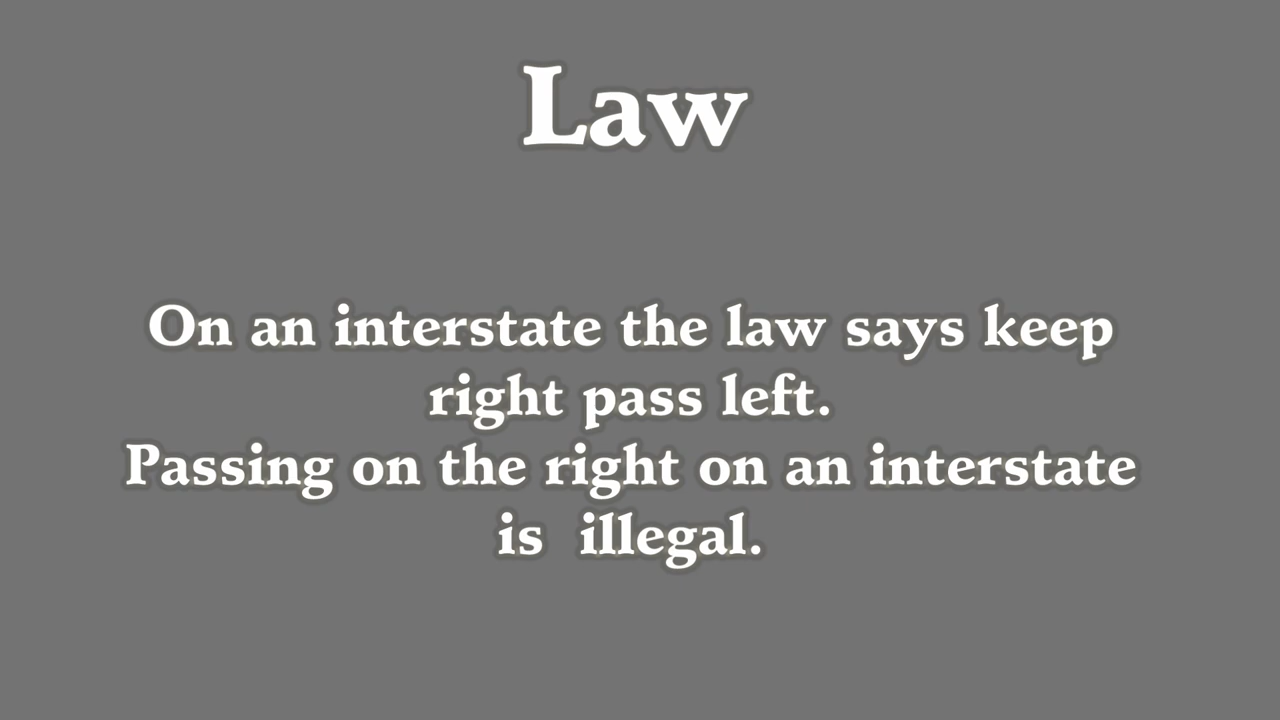 Law
On an interstate the law says keep
right pass left.
Passing on the right on an interstate
is  illegal.